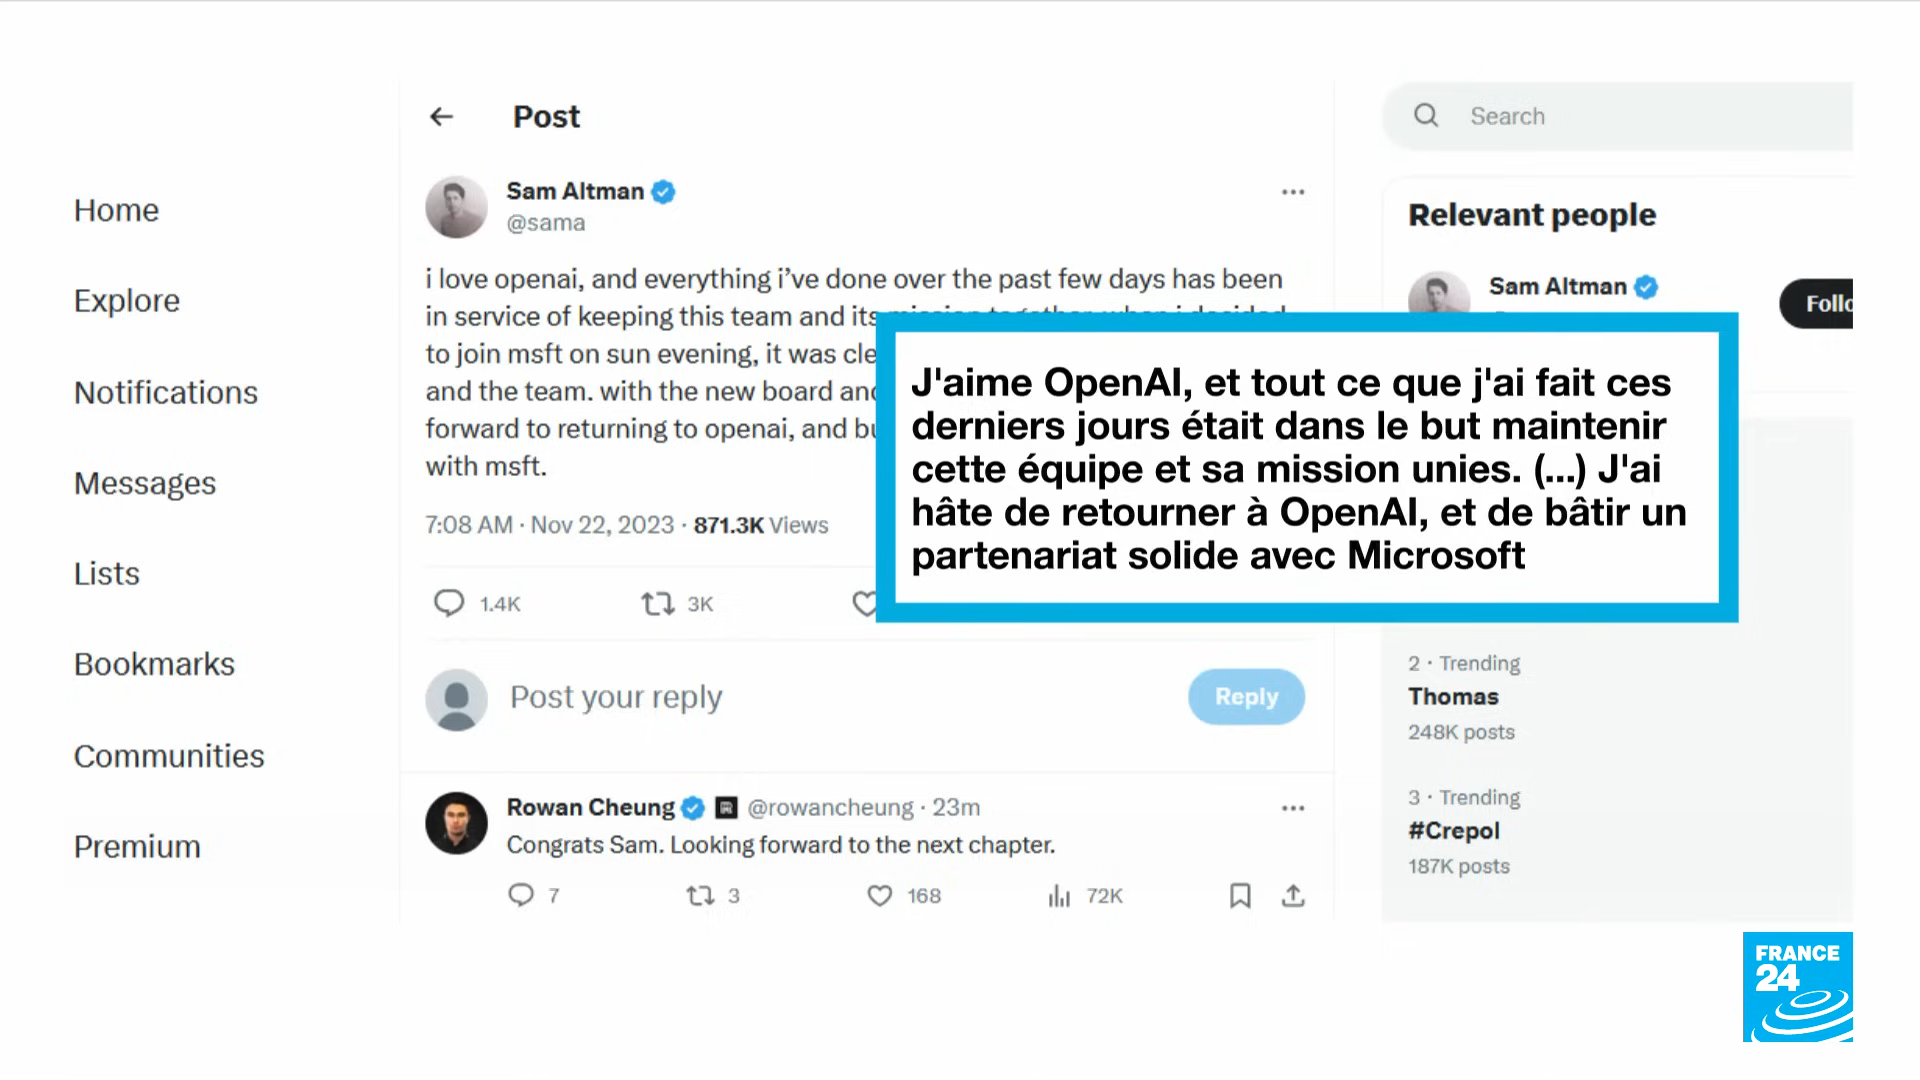 Home
Explore
Notifications
Messages
Lists
Bookmarks
Communities
Premium
Post
Sam Altman
@sama
i love openai, and everything i've done over the past few days has been
in service of keeping this team and its
to join msft on sun evening, it was
and the team. with the new board
forward to returning to openai, and
with msft.
7:08 AM · Nov 22, 2023 · 871.3K Views
1.4K 3K
Post your reply
Reply
Rowan Cheung @rowancheung · 23m
Congrats Sam. Looking forward to the next chapter.
7 3 168 72K
J'aime OpenAI, et tout ce que j'ai fait ces
derniers jours était dans le but maintenir
cette équipe et sa mission unies. (...) J'ai
hâte de retourner à OpenAI, et de bâtir un
partenariat solide avec Microsoft
Search
Relevant people
Sam Altman
2 · Trending
Thomas
248K posts
3 · Trending
#Crepol
187K posts
FRANCE
24